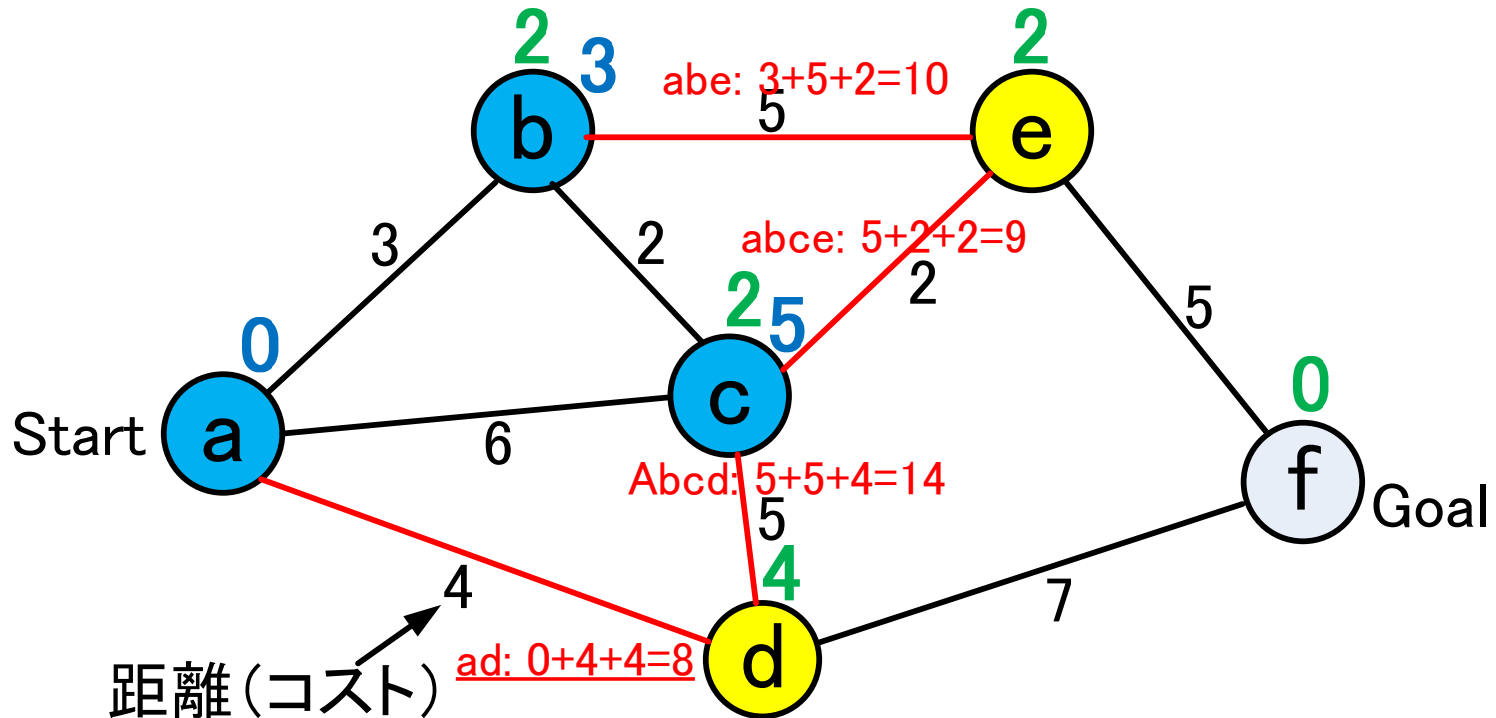 2
3
b
abe: 3+5+2=10
5
2
e
3
2
abce: 5+2+2=9
2
5
0
2
5
c
0
Start
a
6
f
Goal
Abcd: 5+5+4=14
5
4
4
7
距離(コスト)
ad: 0+4+4=8
d